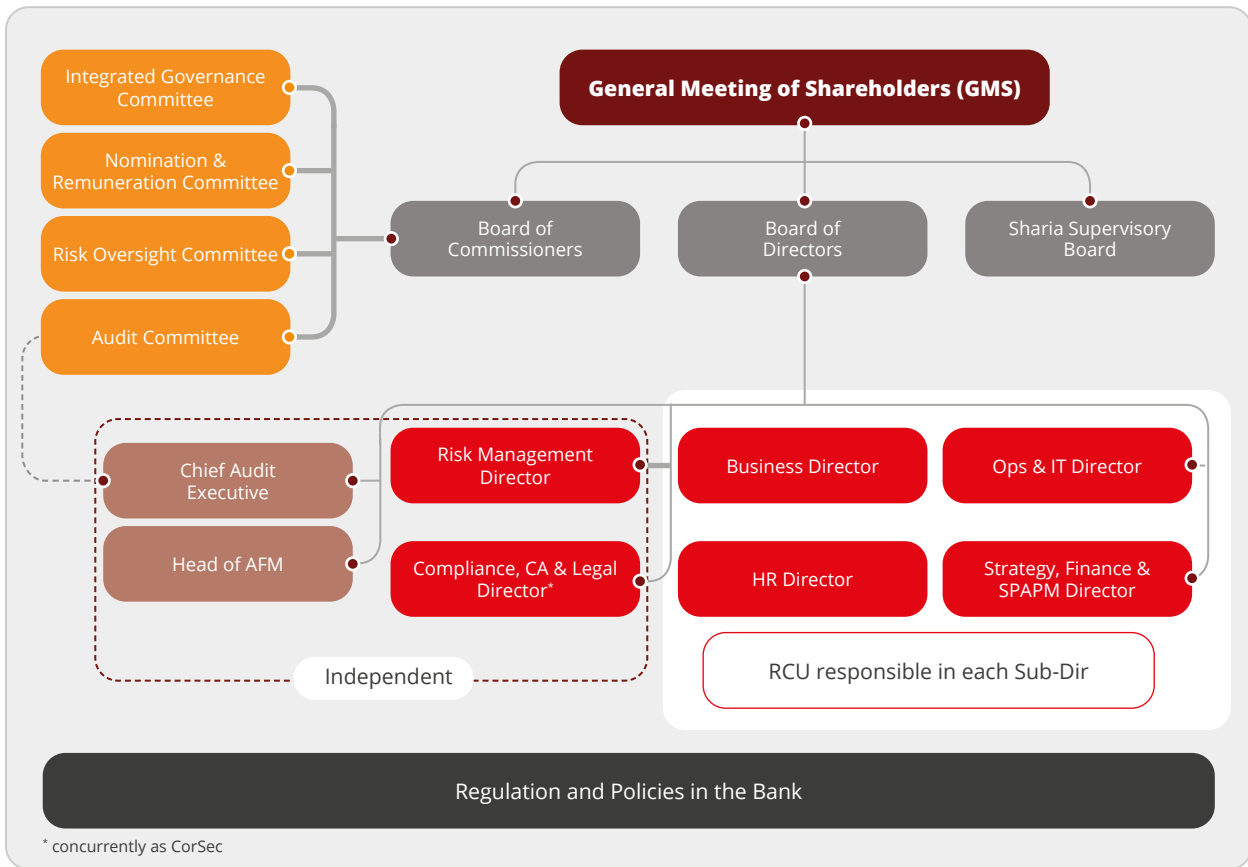 Integrated Governance
Committee
General Meeting of Shareholders (GMS)
Nomination &
Remuneration Committee
Risk Oversight Committee
Audit Committee
Board of
Commissioners
Board of
Directors
Sharia Supervisory
Board
Chief Audit
Executive
Head of AFM
Risk Management
Director
Compliance, CA & Legal
Director*
Independent
Business Director
Ops & IT Director
HR Director
Strategy, Finance &
SPAPM Director
RCU responsible in each Sub-Dir
Regulation and Policies in the Bank
* concurrently as CorSec